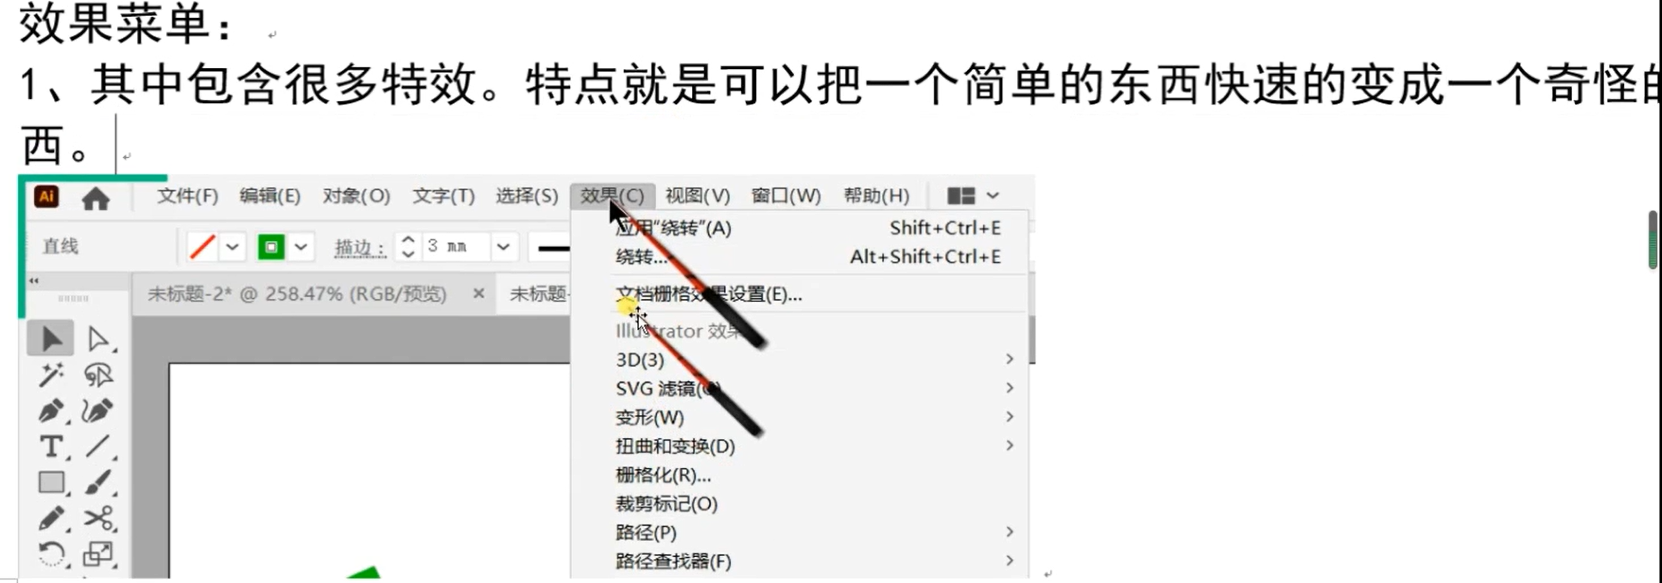 效果菜单：
1、其中包含很多特效。特点就是可以把一个简单的东西快速的变成一个奇怪的
西。
Ai 文件(F) 编辑(E) 对象(O) 文字(T) 选择(S) 效果(C) 视图(V) 窗口(W) 帮助(H)
应用“绕转”(A) Shift+Ctrl+E
直线 描边： 3 mm
绕转... Alt+Shift+Ctrl+E
未标题-2* @ 258.47% (RGB/预览) × 未标题-
文档栅格效果设置(E)...
Illustrator 效果
3D(3)
SVG 滤镜(G)
变形(W)
扭曲和变换(D)
栅格化(R)...
裁剪标记(O)
路径(P)
路径查找器(F)